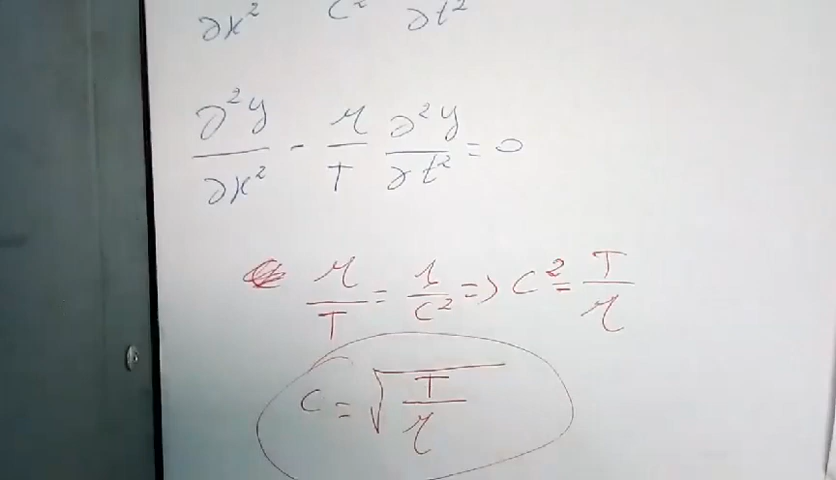 ∂x² c² ∂t²
∂²y/∂x² - μ/T ∂²y/∂t² = 0
μ/T = 1/c² => c² = T/μ
c = √(T/μ)